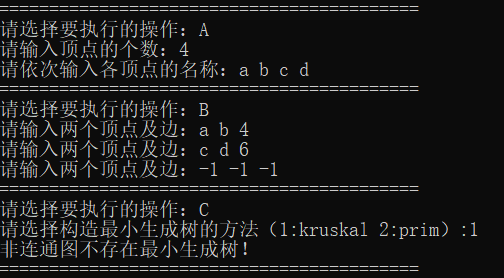 ==========================================
请选择要执行的操作：A
请输入顶点的个数：4
请依次输入各顶点的名称：a b c d
==========================================
请选择要执行的操作：B
请输入两个顶点及边：a b 4
请输入两个顶点及边：c d 6
请输入两个顶点及边：-1 -1 -1
==========================================
请选择要执行的操作：C
请选择构造最小生成树的方法（1:kruskal 2:prim）:1
非连通图不存在最小生成树！
==========================================